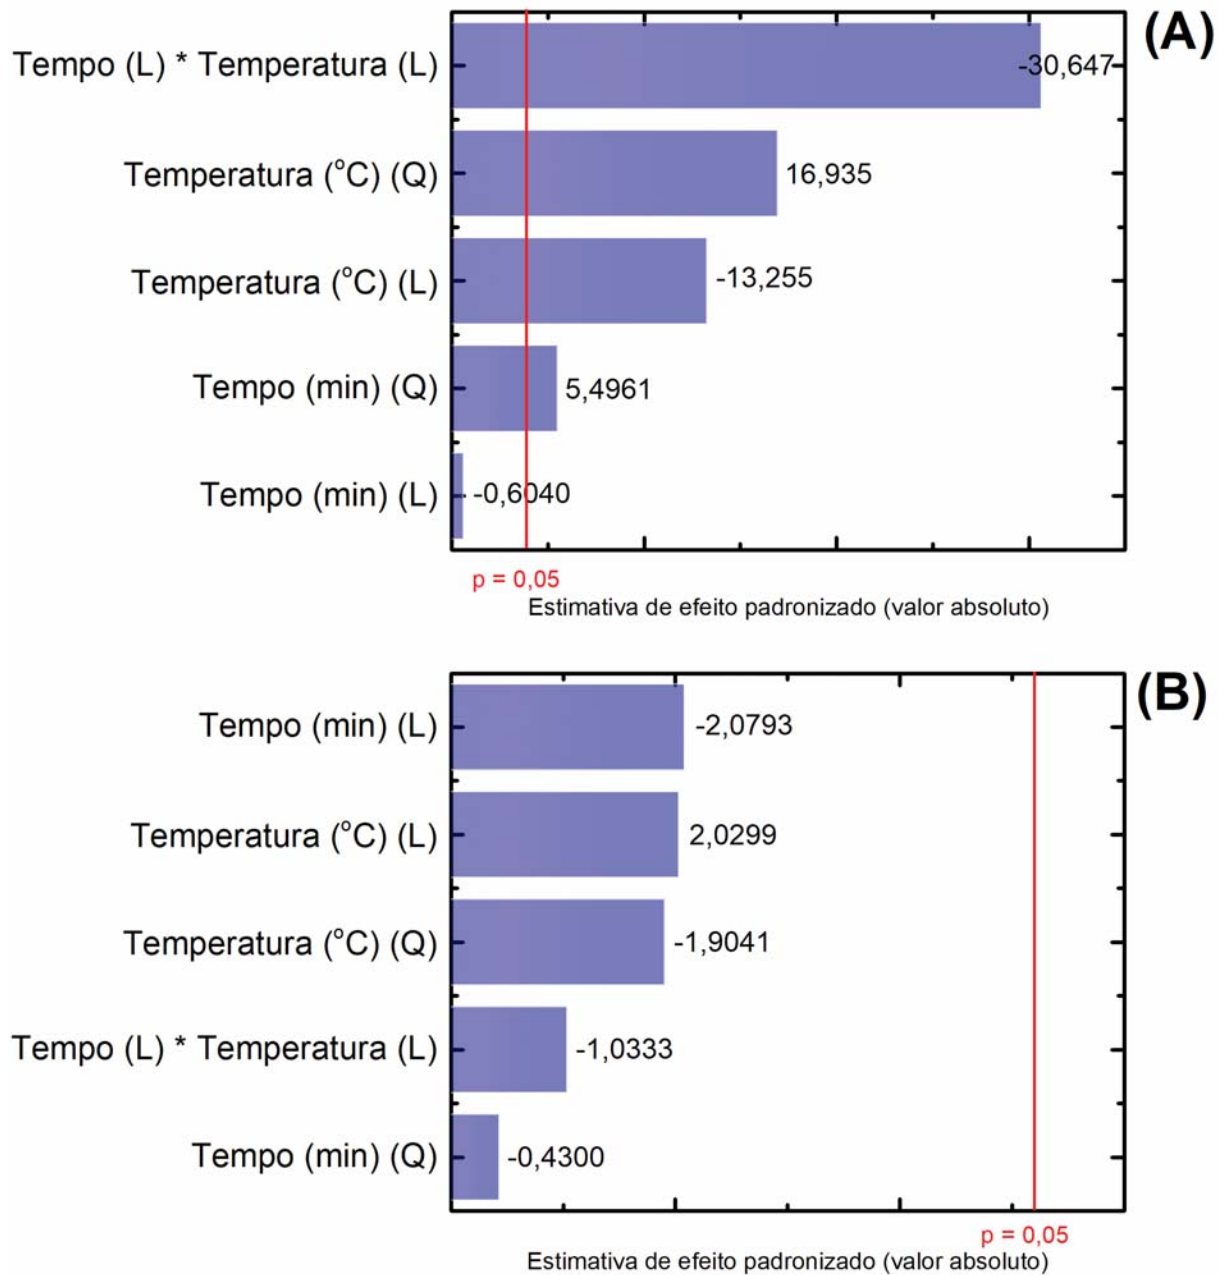 (A)
Tempo (L) * Temperatura (L)
-30,647
Temperatura (°C) (Q)
16,935
Temperatura (°C) (L)
-13,255
Tempo (min) (Q)
5,4961
Tempo (min) (L)
-0,6040
p = 0,05
Estimativa de efeito padronizado (valor absoluto)
(B)
Tempo (min) (L)
-2,0793
Temperatura (°C) (L)
2,0299
Temperatura (°C) (Q)
-1,9041
Tempo (L) * Temperatura (L)
-1,0333
Tempo (min) (Q)
-0,4300
p = 0,05
Estimativa de efeito padronizado (valor absoluto)